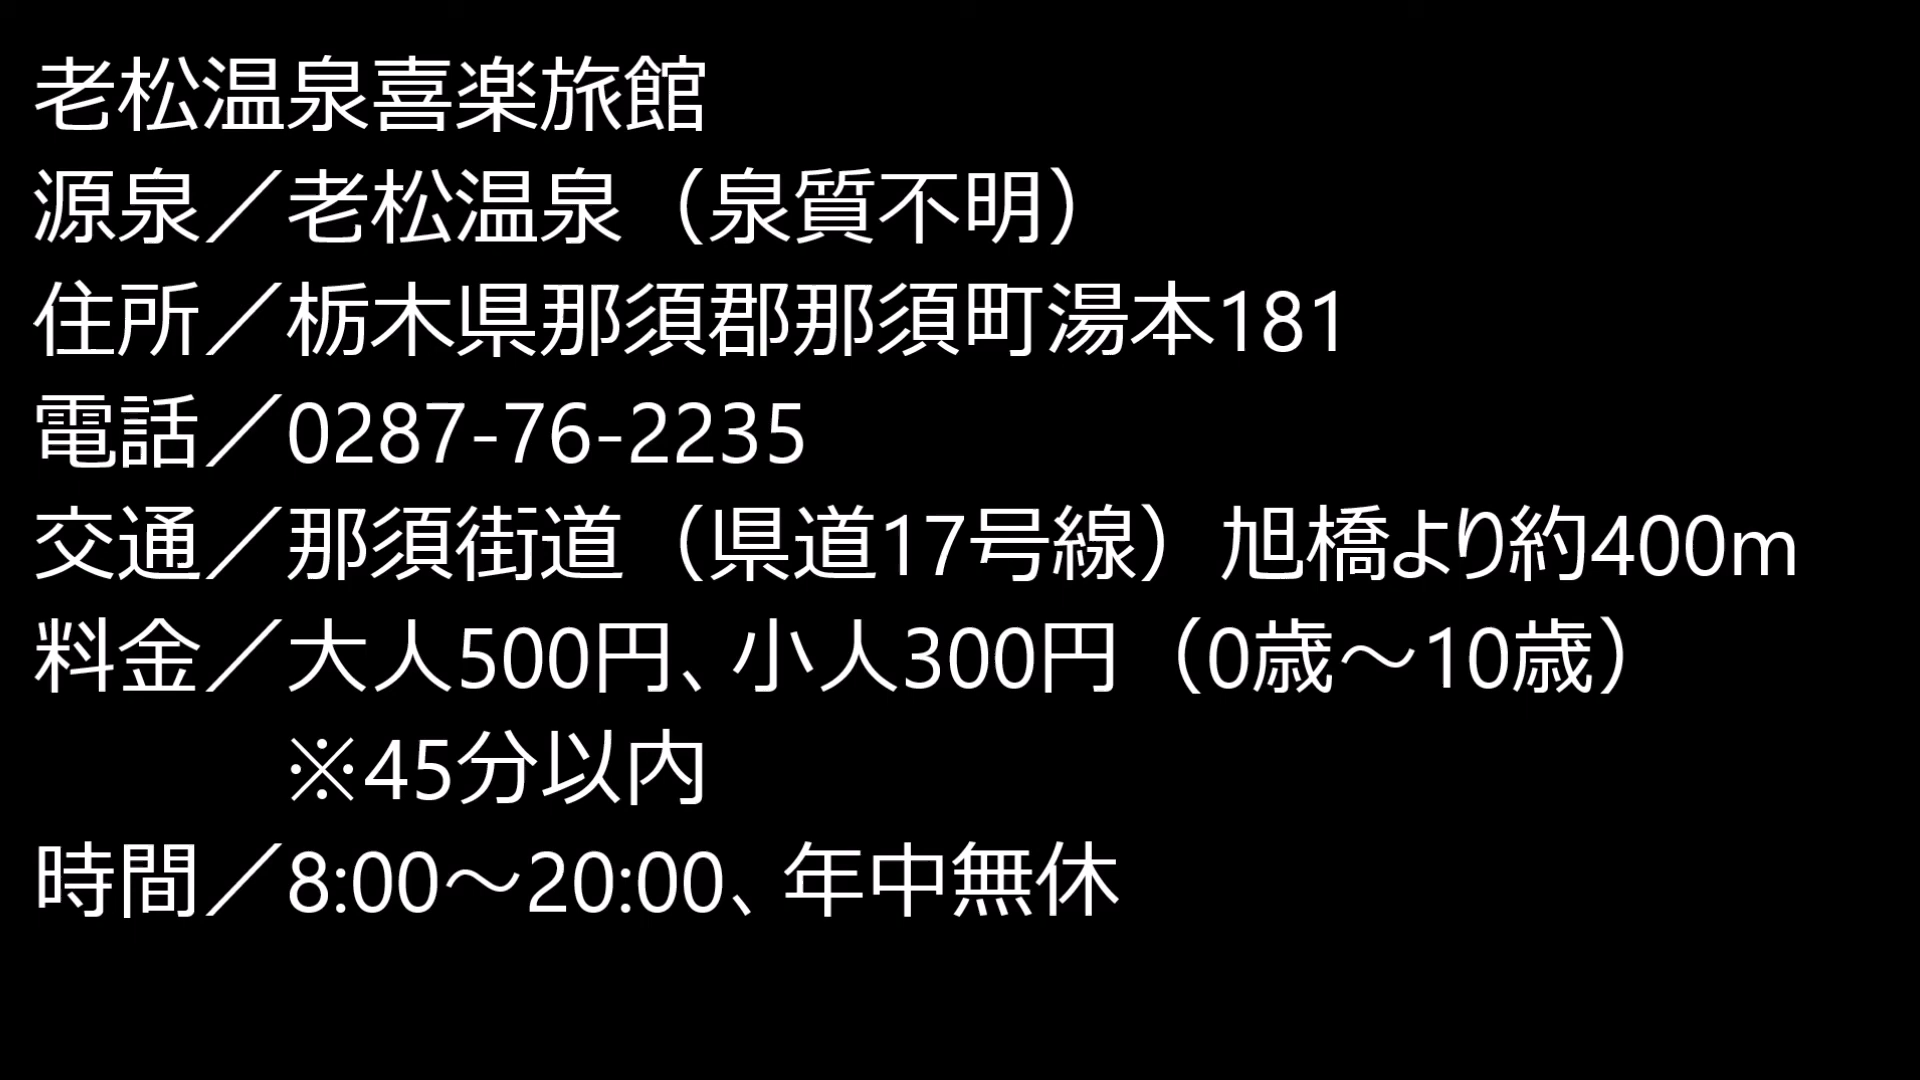 老松温泉喜楽旅館
源泉／老松温泉（泉質不明）
住所／栃木県那須郡那須町湯本181
電話／0287-76-2235
交通／那須街道（県道17号線）旭橋より約400m
料金／大人500円、小人300円（0歳～10歳）
※45分以内
時間／8:00～20:00、年中無休